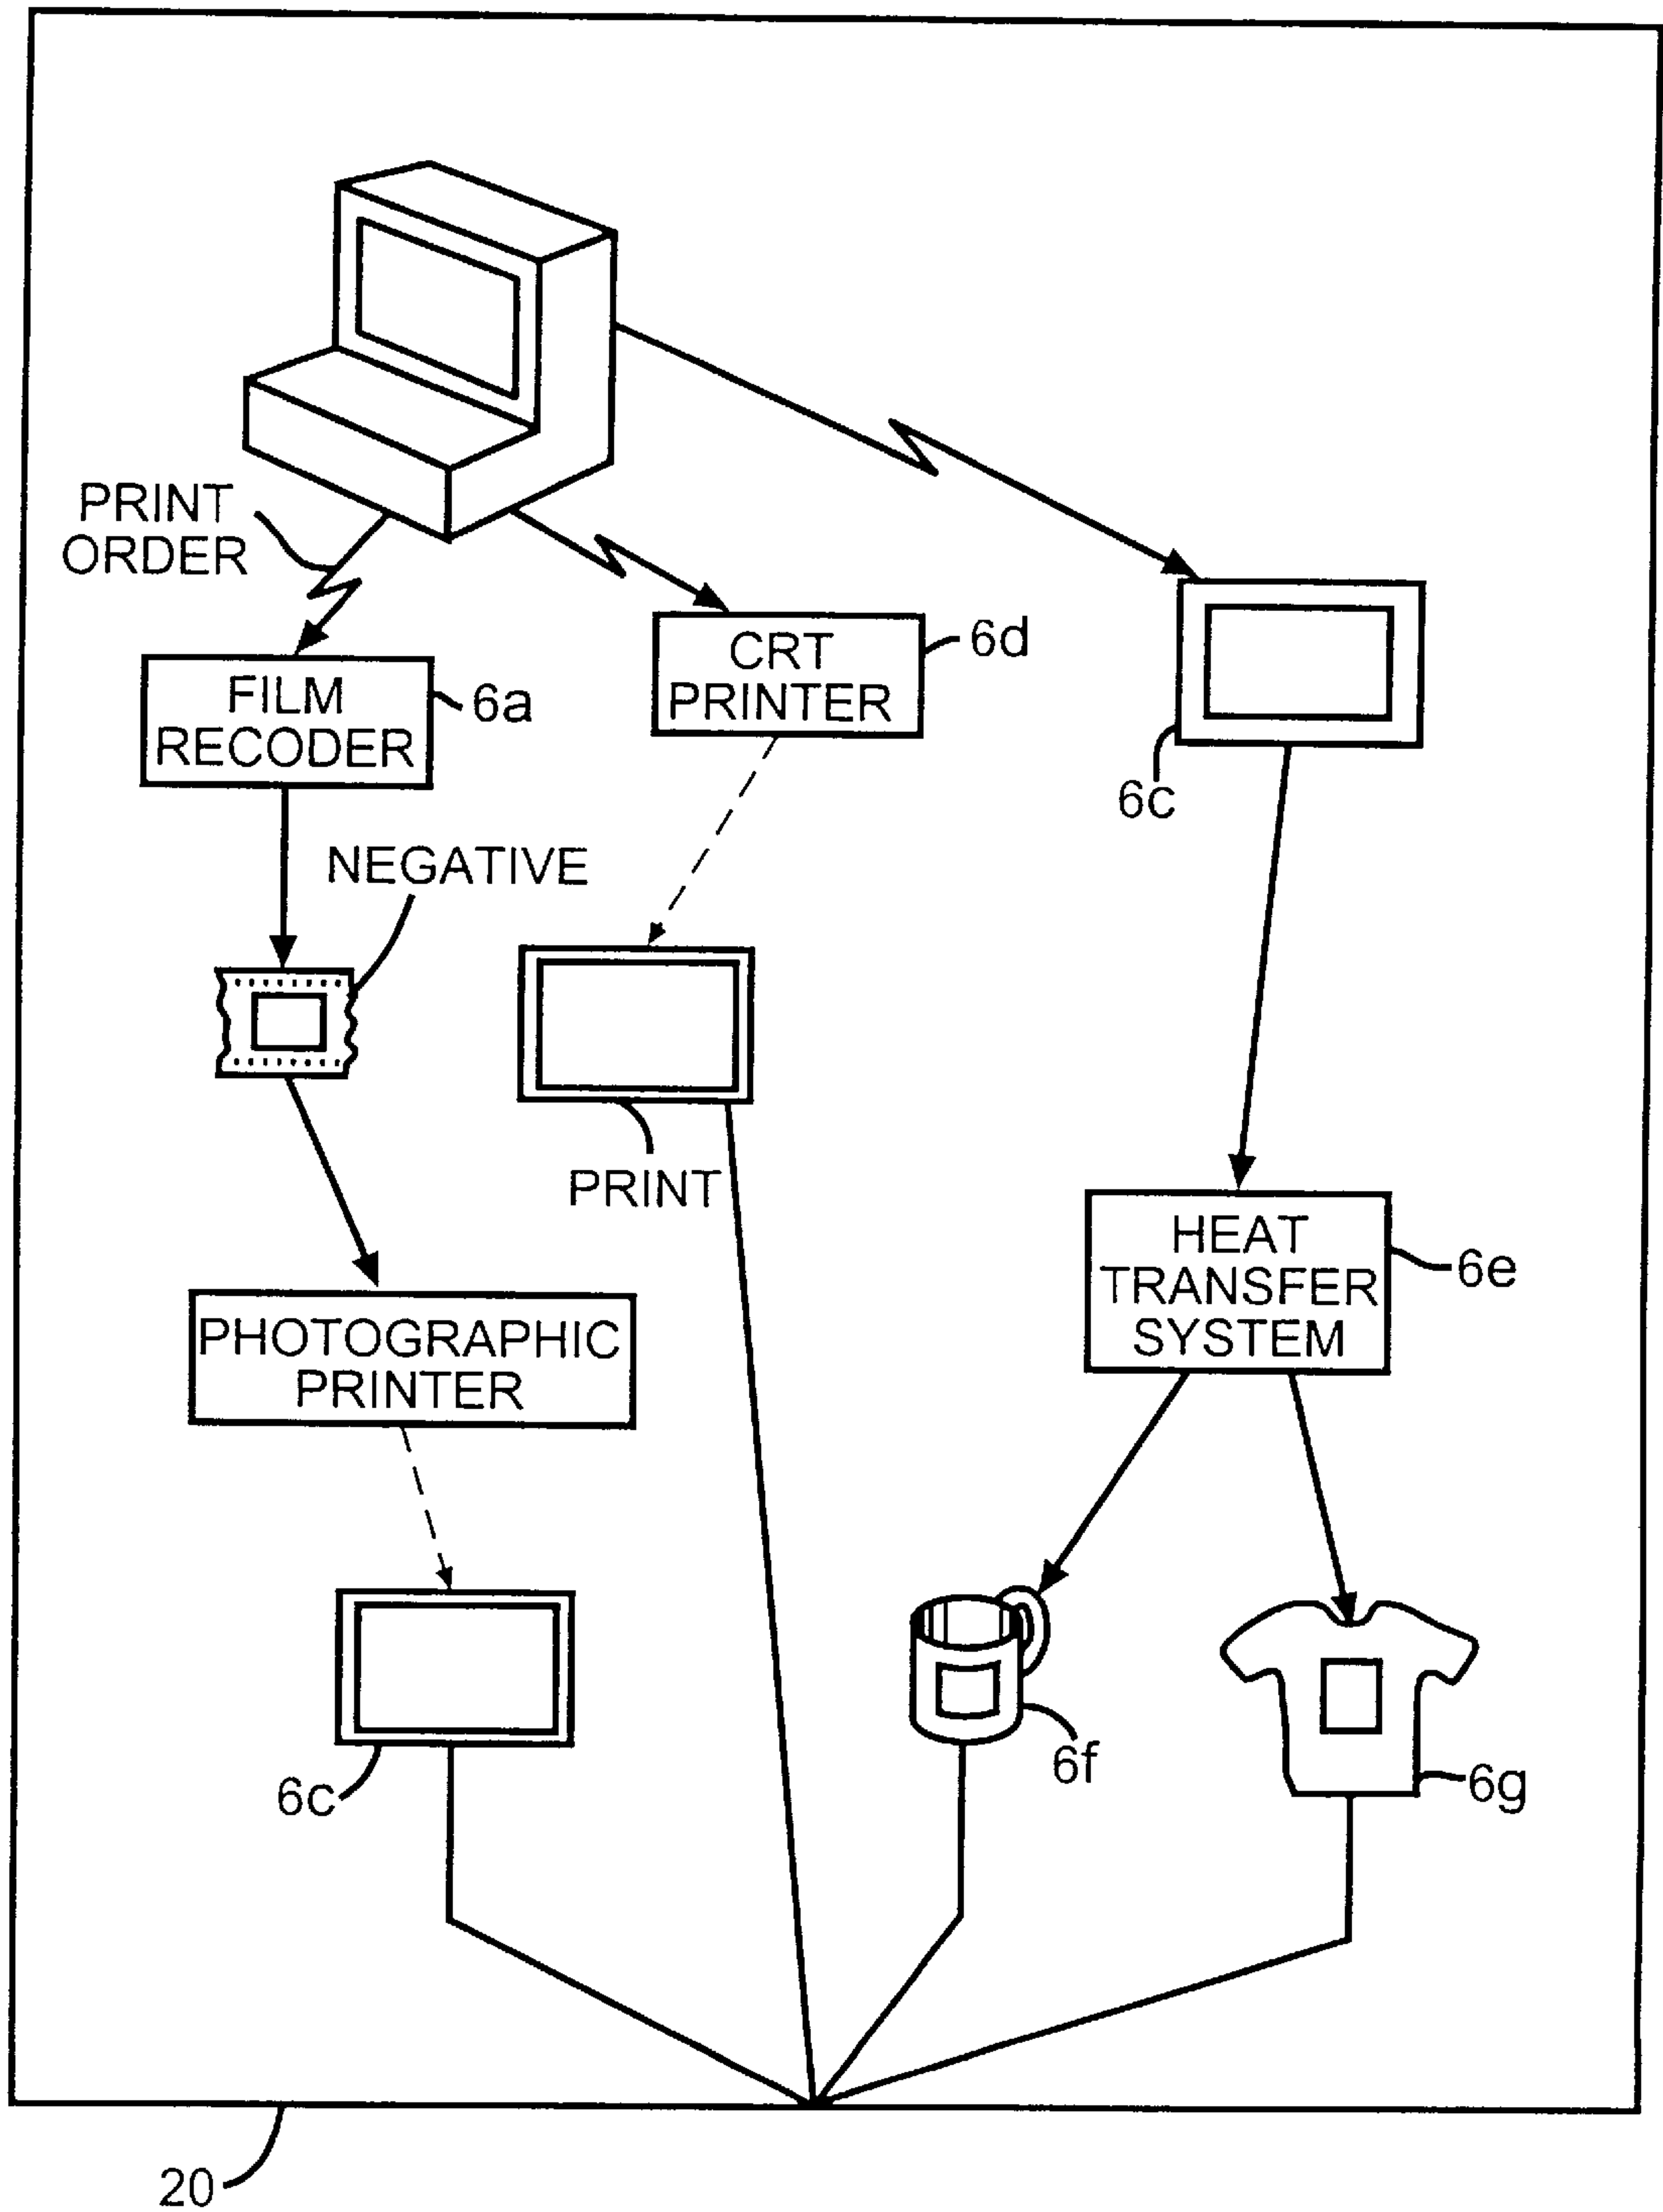 PRINT
ORDER
CRT
PRINTER
6d
FILM
RECODER
6a
6c
NEGATIVE
PRINT
HEAT
TRANSFER
SYSTEM
6e
PHOTOGRAPHIC
PRINTER
6f
6g
6c
20